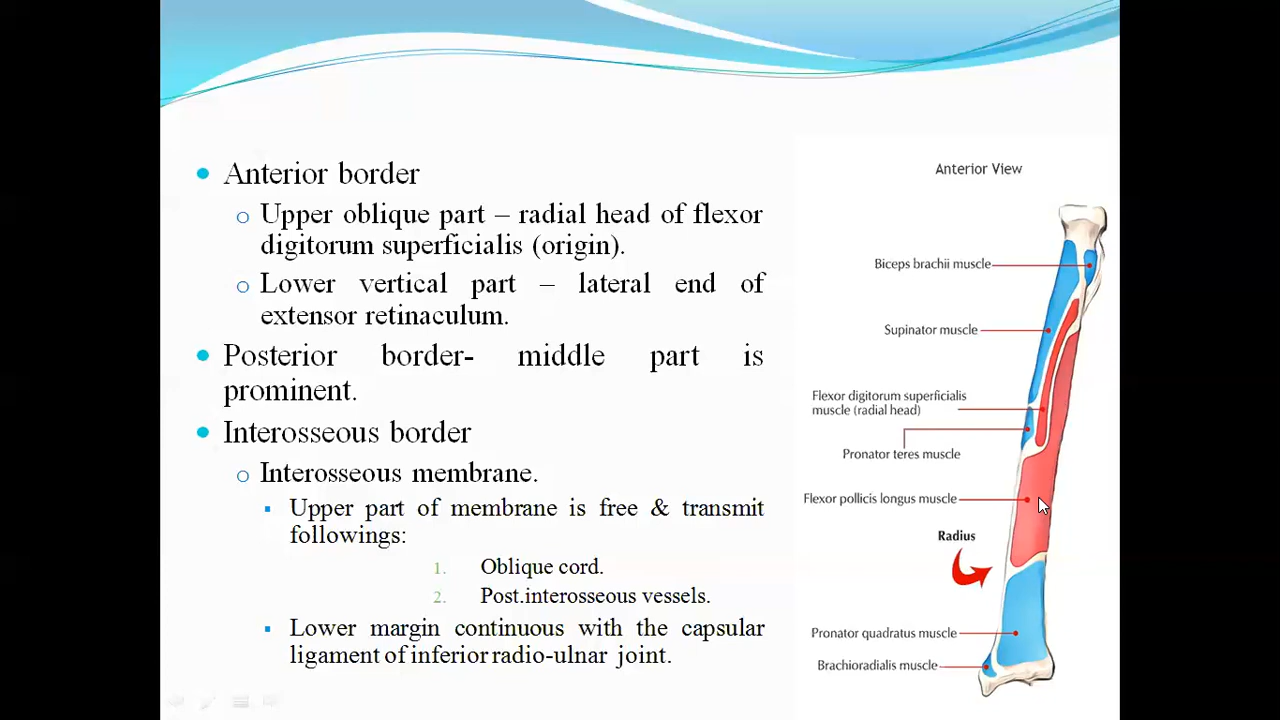 Anterior border
Upper oblique part – radial head of flexor
digitorum superficialis (origin).
Lower vertical part – lateral end of
extensor retinaculum.
Posterior border- middle part is
prominent.
Interosseous border
Interosseous membrane.
Upper part of membrane is free & transmit
followings:
1. Oblique cord.
2. Post.interosseous vessels.
Lower margin continuous with the capsular
ligament of inferior radio-ulnar joint.
Anterior View
Biceps brachii muscle
Supinator muscle
Flexor digitorum superficialis
muscle (radial head)
Pronator teres muscle
Flexor pollicis longus muscle
Radius
Pronator quadratus muscle
Brachioradialis muscle